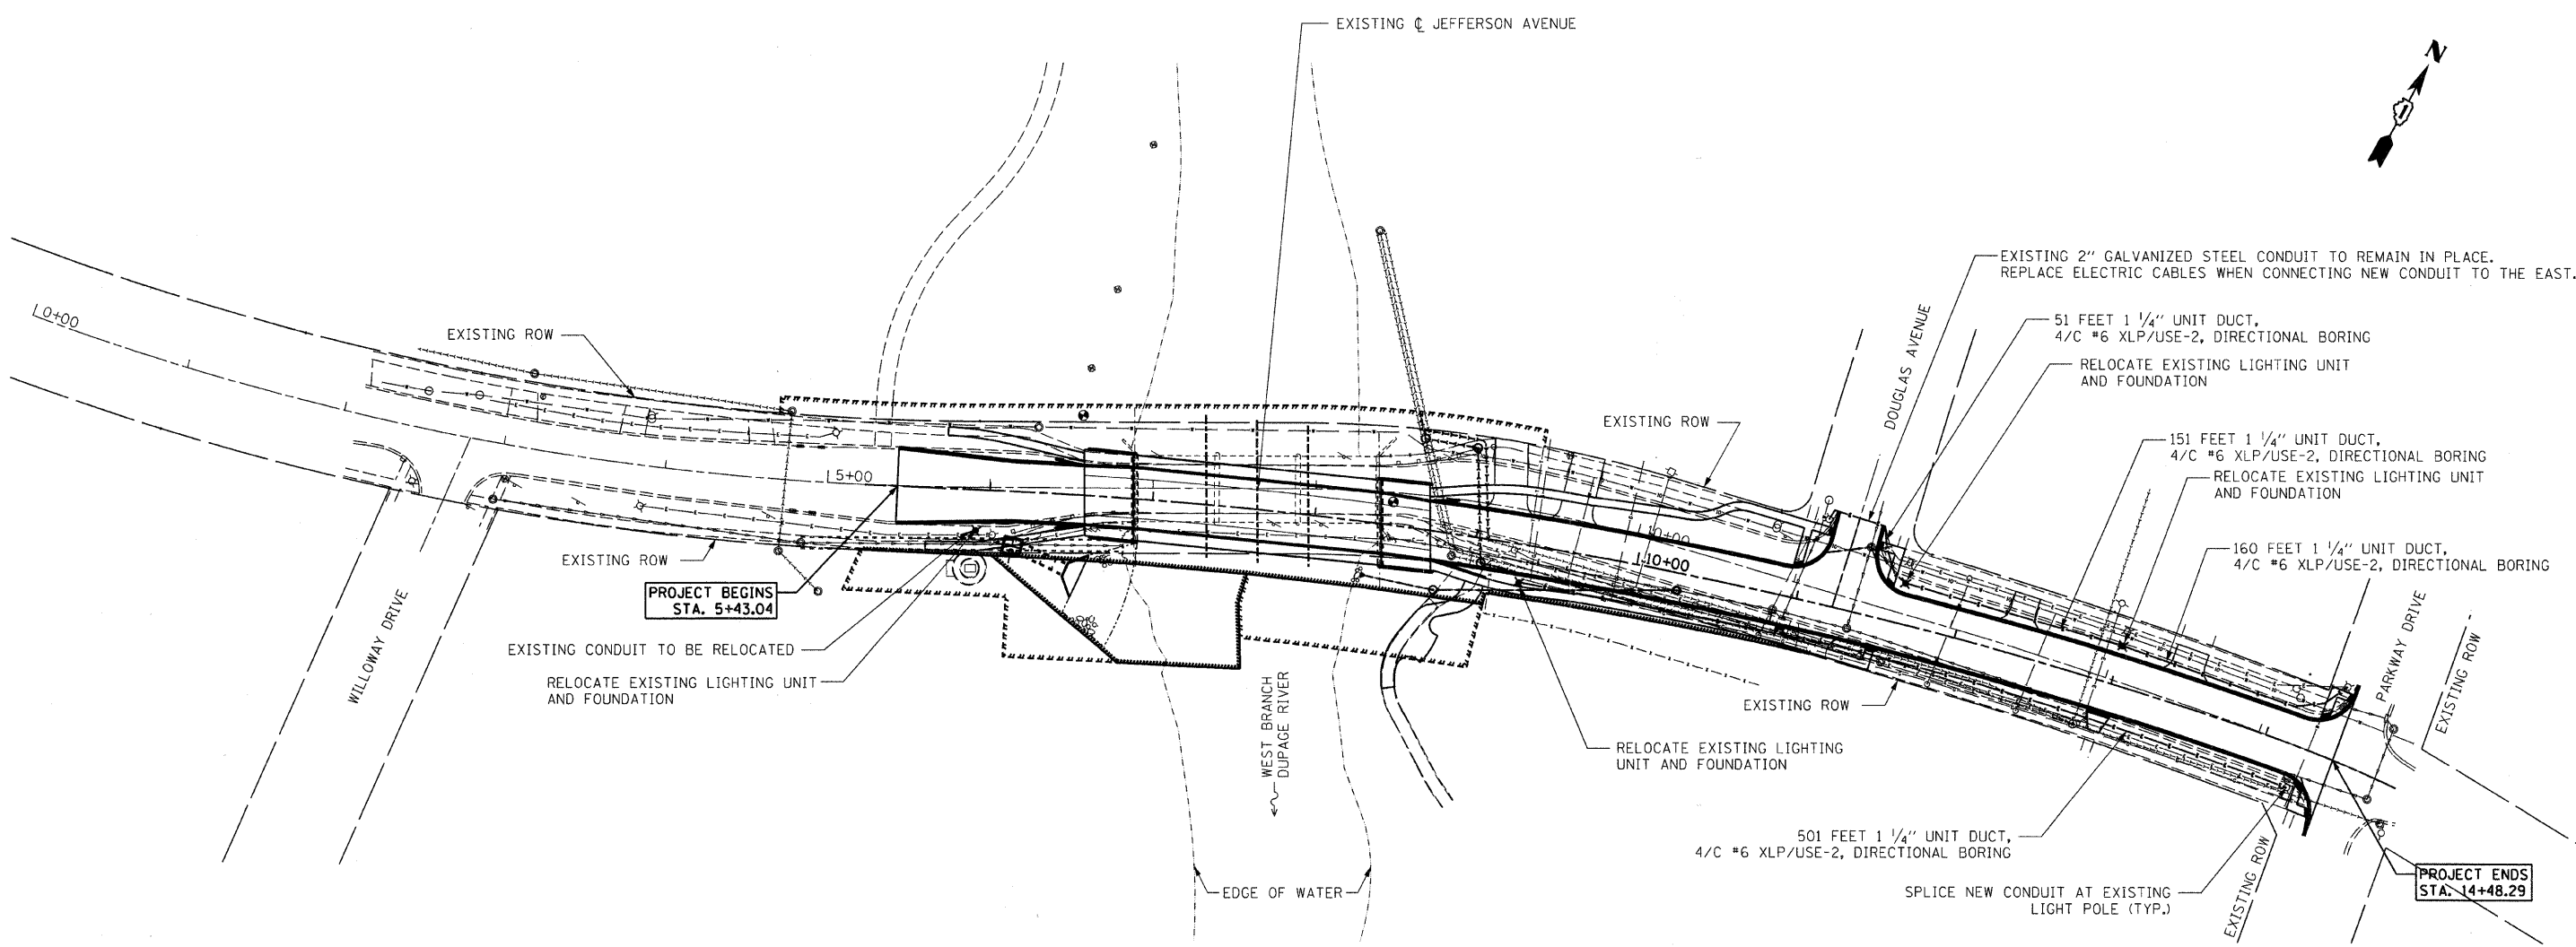 EXISTING ℄ JEFFERSON AVENUE
N
EXISTING 2" GALVANIZED STEEL CONDUIT TO REMAIN IN PLACE.
REPLACE ELECTRIC CABLES WHEN CONNECTING NEW CONDUIT TO THE EAST.
0+00
EXISTING ROW
DOUGLAS AVENUE
51 FEET 1 1/4" UNIT DUCT,
4/C #6 XLP/USE-2, DIRECTIONAL BORING
RELOCATE EXISTING LIGHTING UNIT
AND FOUNDATION
EXISTING ROW
151 FEET 1 1/4" UNIT DUCT,
4/C #6 XLP/USE-2, DIRECTIONAL BORING
RELOCATE EXISTING LIGHTING UNIT
AND FOUNDATION
5+00
10+00
10+00
160 FEET 1 1/4" UNIT DUCT,
4/C #6 XLP/USE-2, DIRECTIONAL BORING
EXISTING ROW
PROJECT BEGINS
STA. 5+43.04
WILLOWAY DRIVE
EXISTING CONDUIT TO BE RELOCATED
RELOCATE EXISTING LIGHTING UNIT
AND FOUNDATION
WEST BRANCH
DUPAGE RIVER
EXISTING ROW
PARKWAY DRIVE
EXISTING ROW
RELOCATE EXISTING LIGHTING
UNIT AND FOUNDATION
501 FEET 1 1/4" UNIT DUCT,
4/C #6 XLP/USE-2, DIRECTIONAL BORING
EDGE OF WATER
SPLICE NEW CONDUIT AT EXISTING
LIGHT POLE (TYP.)
EXISTING ROW
PROJECT ENDS
STA. 14+48.29